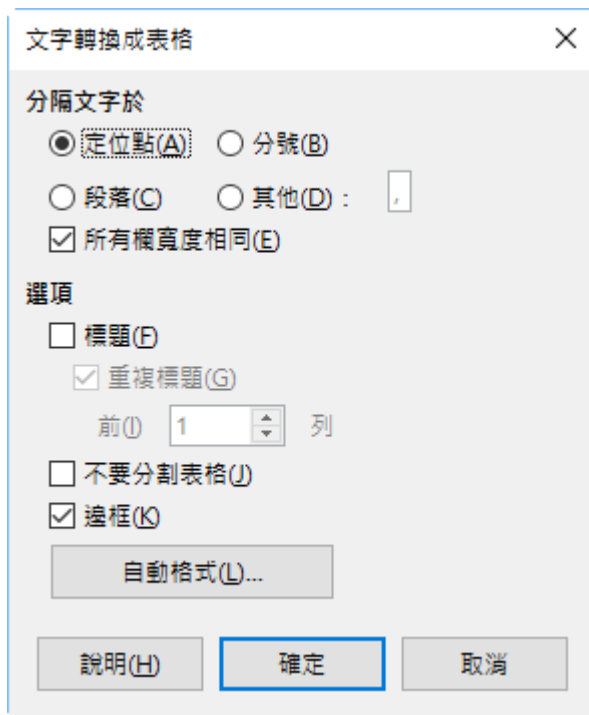 文字轉換成表格
分隔文字於
定位點(A) 分號(B)
段落(C) 其他(D): ,
所有欄寬度相同(E)
選項
標題(F)
重複標題(G)
前(I) 1 列
不要分割表格(J)
邊框(K)
自動格式(L)...
說明(H) 確定 取消